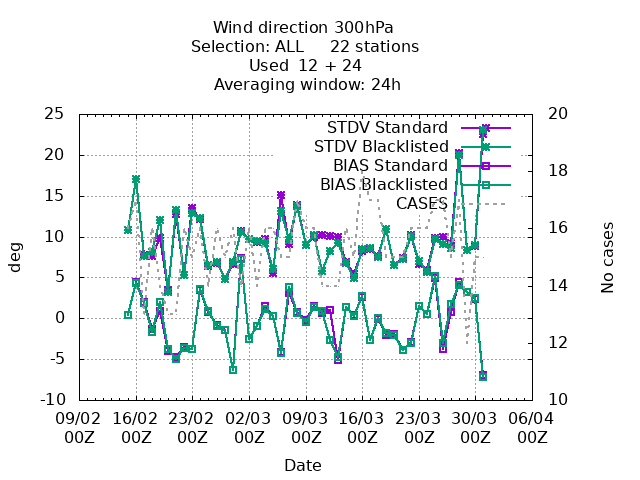 Wind direction 300hPa
Selection: ALL     22 stations
Used  12 + 24
Averaging window: 24h
STDV Standard
STDV Blacklisted
BIAS Standard
BIAS Blacklisted
CASES
deg
25
20
15
10
5
0
-5
-10
No cases
20
18
16
14
12
10
09/02 16/02 23/02 02/03 09/03 16/03 23/03 30/03 06/04
00Z 00Z 00Z 00Z 00Z 00Z 00Z 00Z 00Z
Date